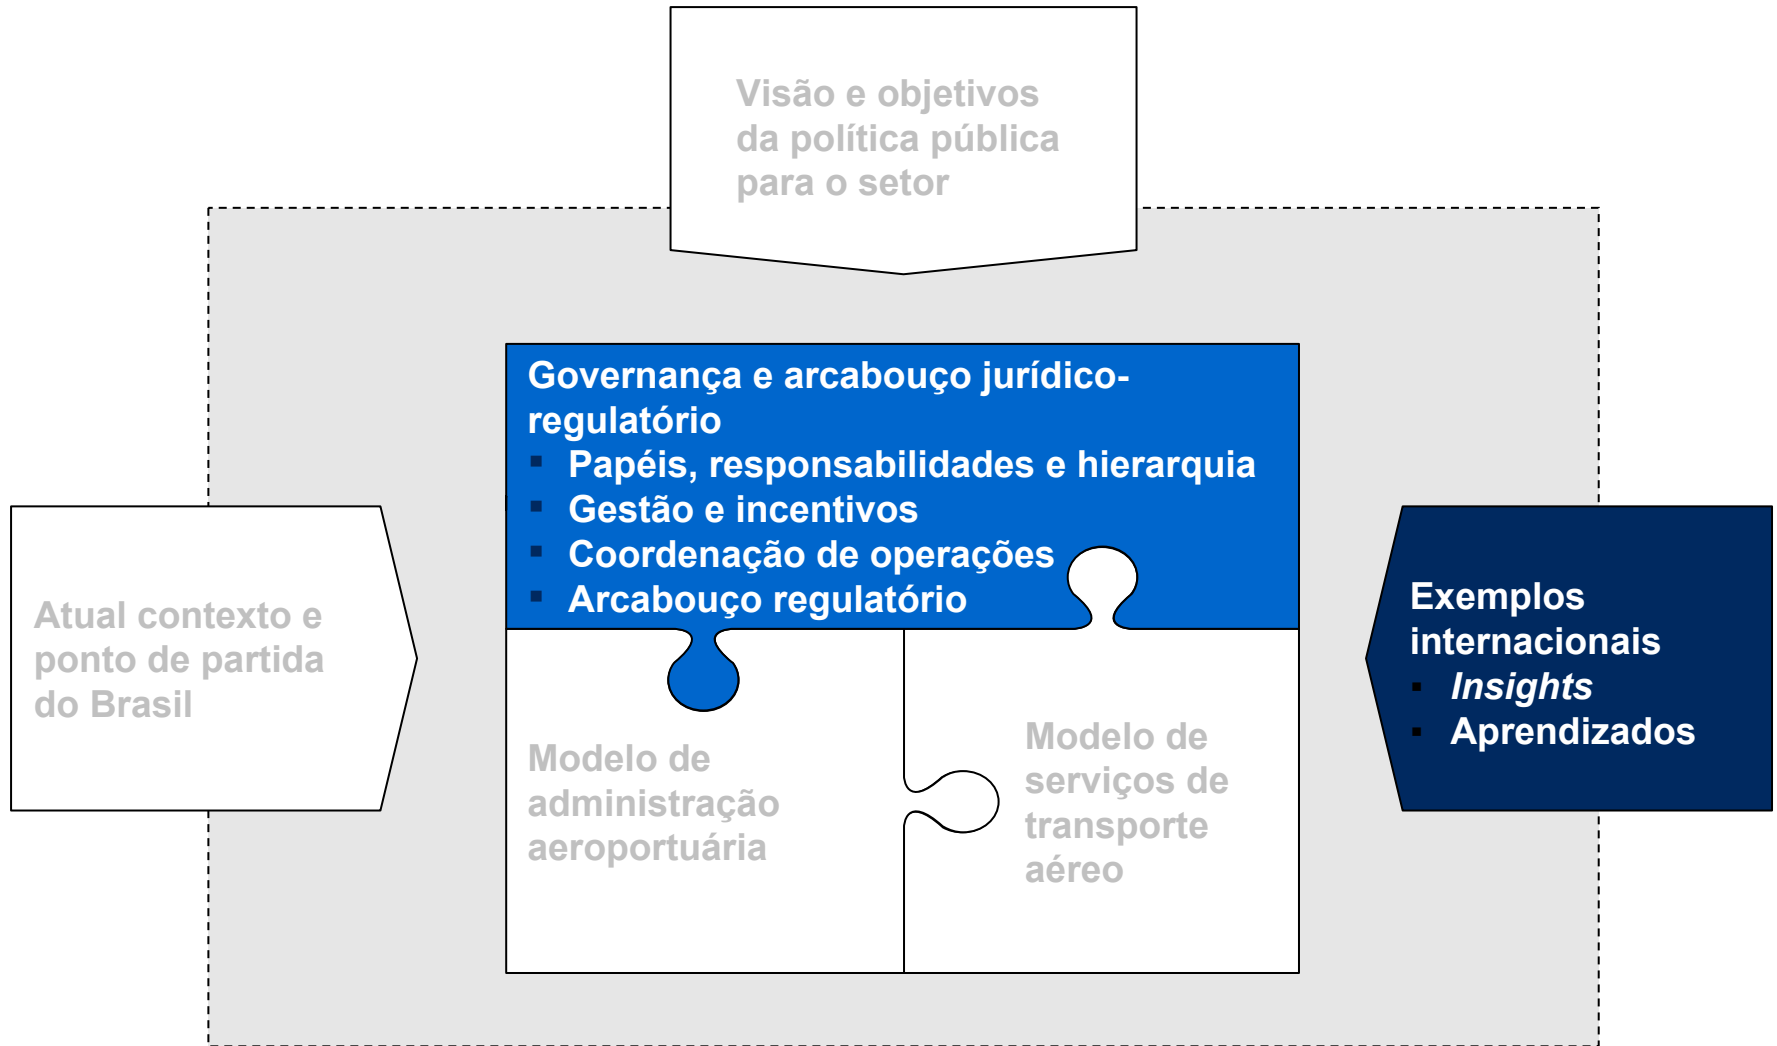 Visão e objetivos
da política pública
para o setor
Governança e arcabouço jurídico-
regulatório
▪ Papéis, responsabilidades e hierarquia
▪ Gestão e incentivos
▪ Coordenação de operações
▪ Arcabouço regulatório
Atual contexto e
ponto de partida
do Brasil
Exemplos
internacionais
▪ Insights
▪ Aprendizados
Modelo de
administração
aeroportuária
Modelo de
serviços de
transporte
aéreo